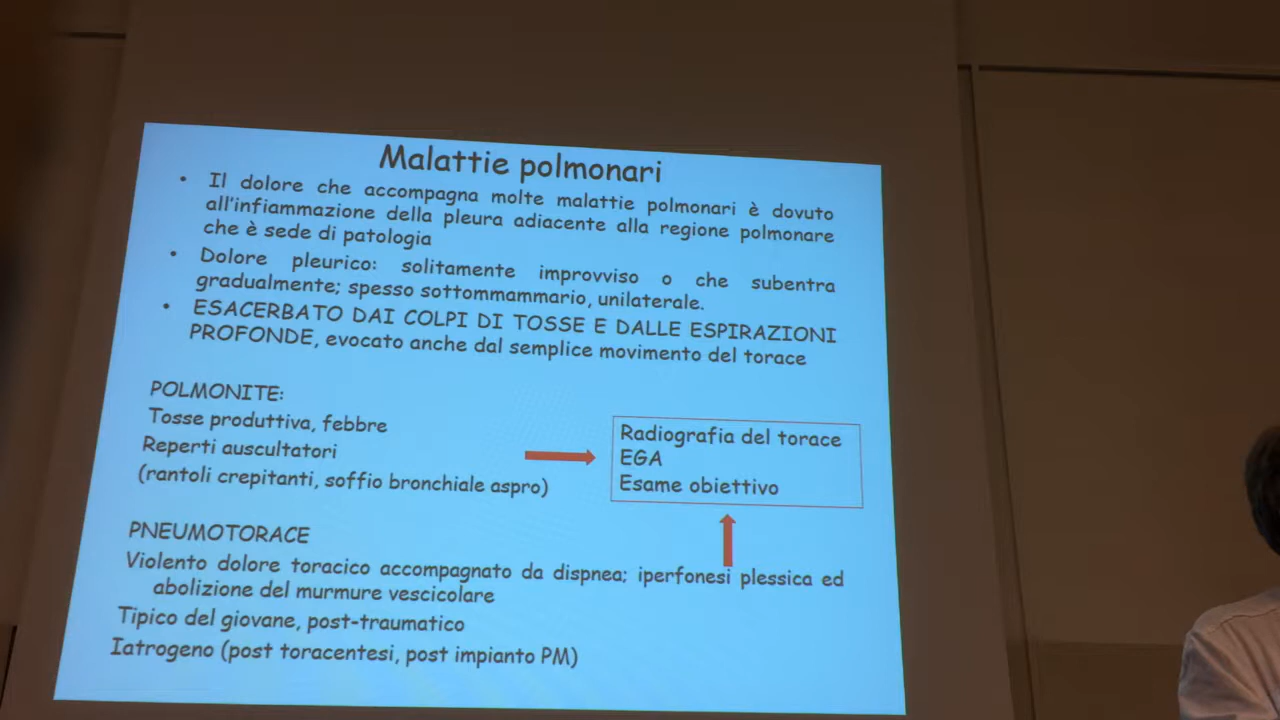 Malattie polmonari
• Il dolore che accompagna molte malattie polmonari è dovuto
all'infiammazione della pleura adiacente alla regione polmonare
che è sede di patologia
• Dolore pleurico: solitamente improvviso o che subentra
gradualmente; spesso sottommammario, unilaterale.
• ESACERBATO DAI COLPI DI TOSSE E DALLE ESPIRAZIONI
PROFONDE, evocato anche dal semplice movimento del torace
POLMONITE:
Tosse produttiva, febbre
Reperti auscultatori
(rantoli crepitanti, soffio bronchiale aspro)
Radiografia del torace
EGA
Esame obiettivo
PNEUMOTORACE
Violento dolore toracico accompagnato da dispnea; iperfonesi plessica ed
abolizione del murmure vescicolare
Tipico del giovane, post-traumatico
Iatrogeno (post toracentesi, post impianto PM)